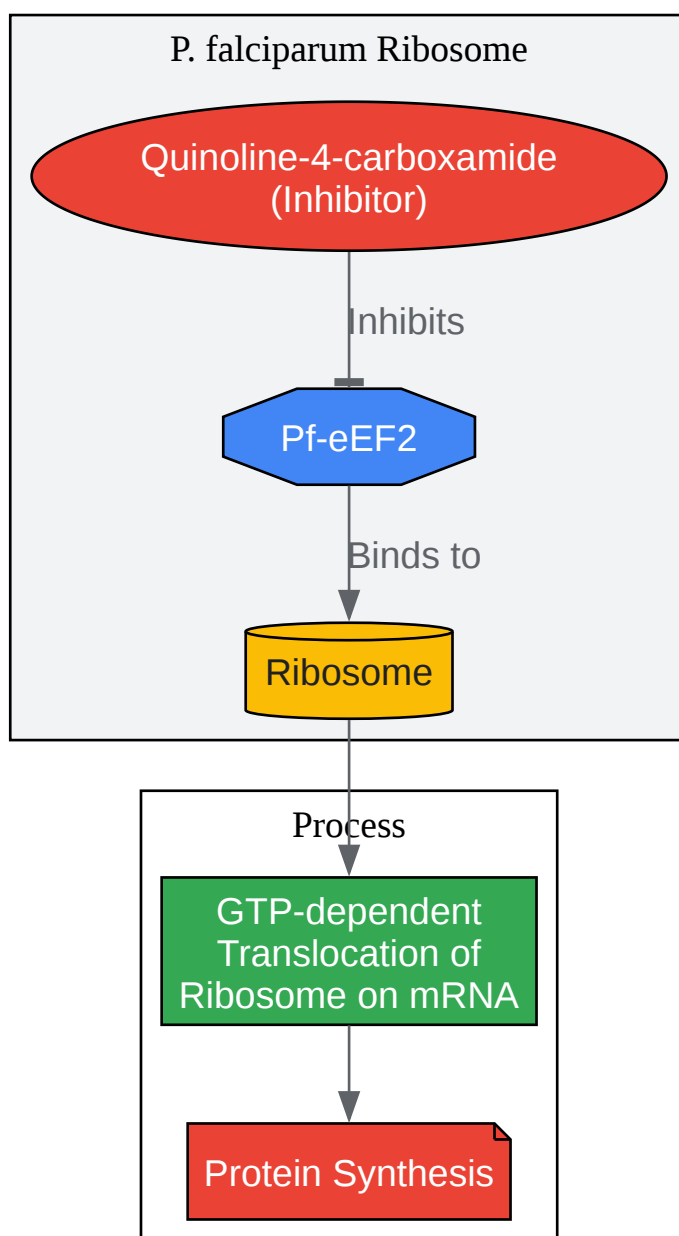 P. falciparum Ribosome
Quinoline-4-carboxamide
(Inhibitor)
Inhibits
Pf-eEF2
Binds to
Ribosome
Process
GTP-dependent
Translocation of
Ribosome on mRNA
Protein Synthesis